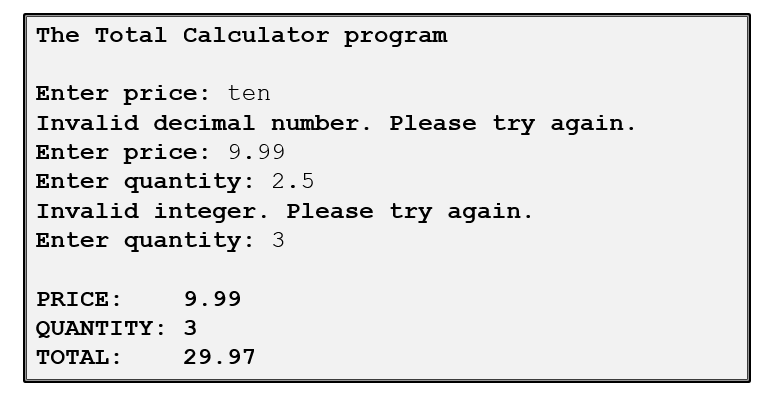 The Total Calculator program
Enter price: ten
Invalid decimal number. Please try again.
Enter price: 9.99
Enter quantity: 2.5
Invalid integer. Please try again.
Enter quantity: 3
PRICE: 9.99
QUANTITY: 3
TOTAL: 29.97